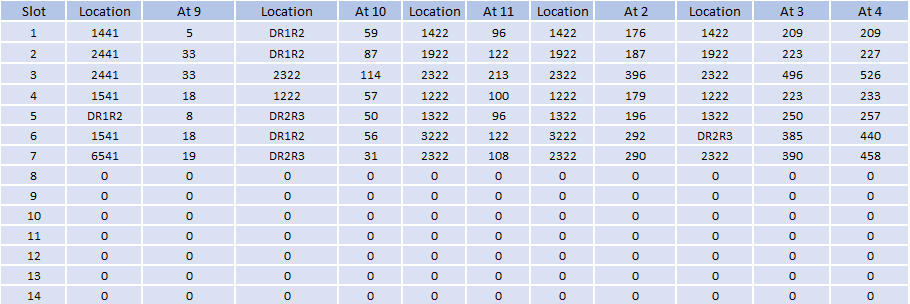 Slot Location At 9 Location At 10 Location At 11 Location At 2 Location At 3 At 4
1 1441 5 DR1R2 59 1422 96 1422 176 1422 209 209
2 2441 33 DR1R2 87 1922 122 1922 187 1922 223 227
3 2441 33 2322 114 2322 213 2322 396 2322 496 526
4 1541 18 1222 57 1222 100 1222 179 1222 223 233
5 DR1R2 8 DR2R3 50 1322 96 1322 196 1322 250 257
6 1541 18 DR1R2 56 3222 122 3222 292 DR2R3 385 440
7 6541 19 DR2R3 31 2322 108 2322 290 2322 390 458
8 0 0 0 0 0 0 0 0 0 0 0
9 0 0 0 0 0 0 0 0 0 0 0
10 0 0 0 0 0 0 0 0 0 0 0
11 0 0 0 0 0 0 0 0 0 0 0
12 0 0 0 0 0 0 0 0 0 0 0
13 0 0 0 0 0 0 0 0 0 0 0
14 0 0 0 0 0 0 0 0 0 0 0